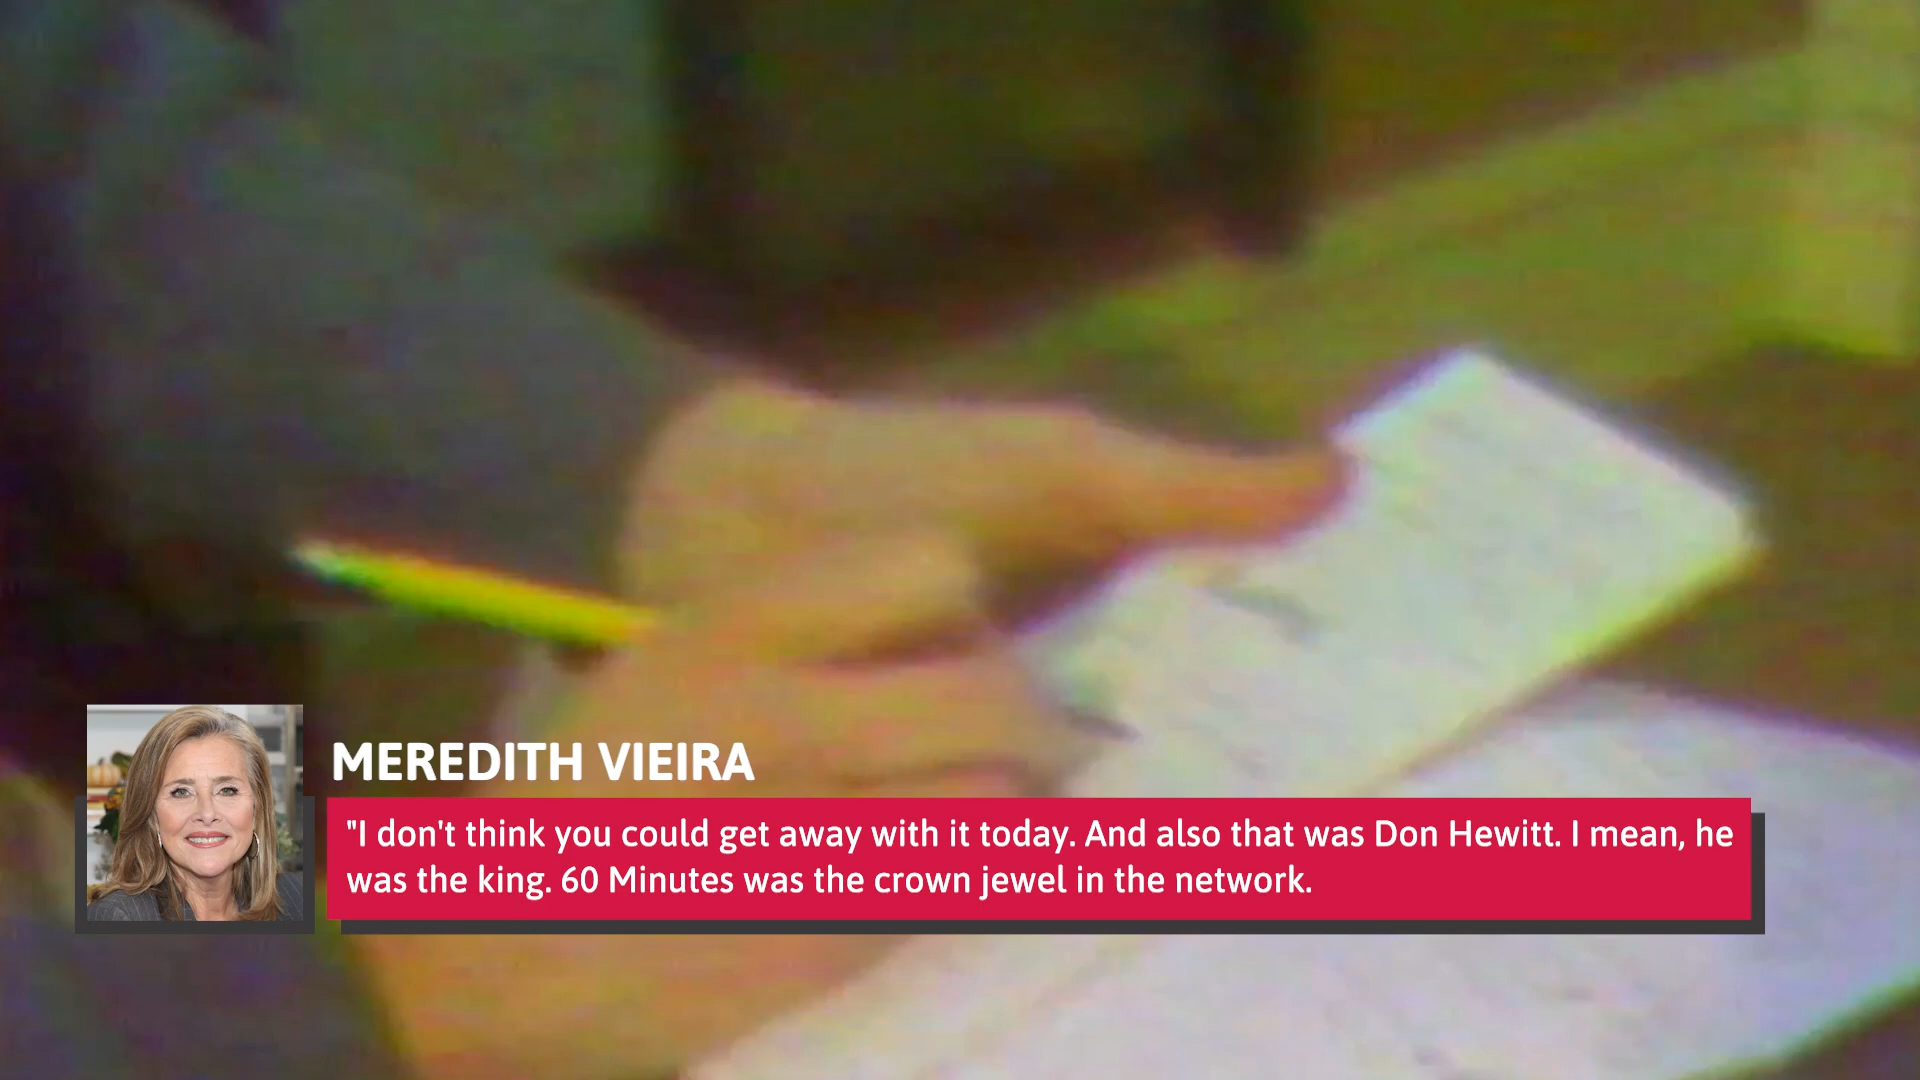 MEREDITH VIEIRA
"I don't think you could get away with it today. And also that was Don Hewitt. I mean, he
was the king. 60 Minutes was the crown jewel in the network.